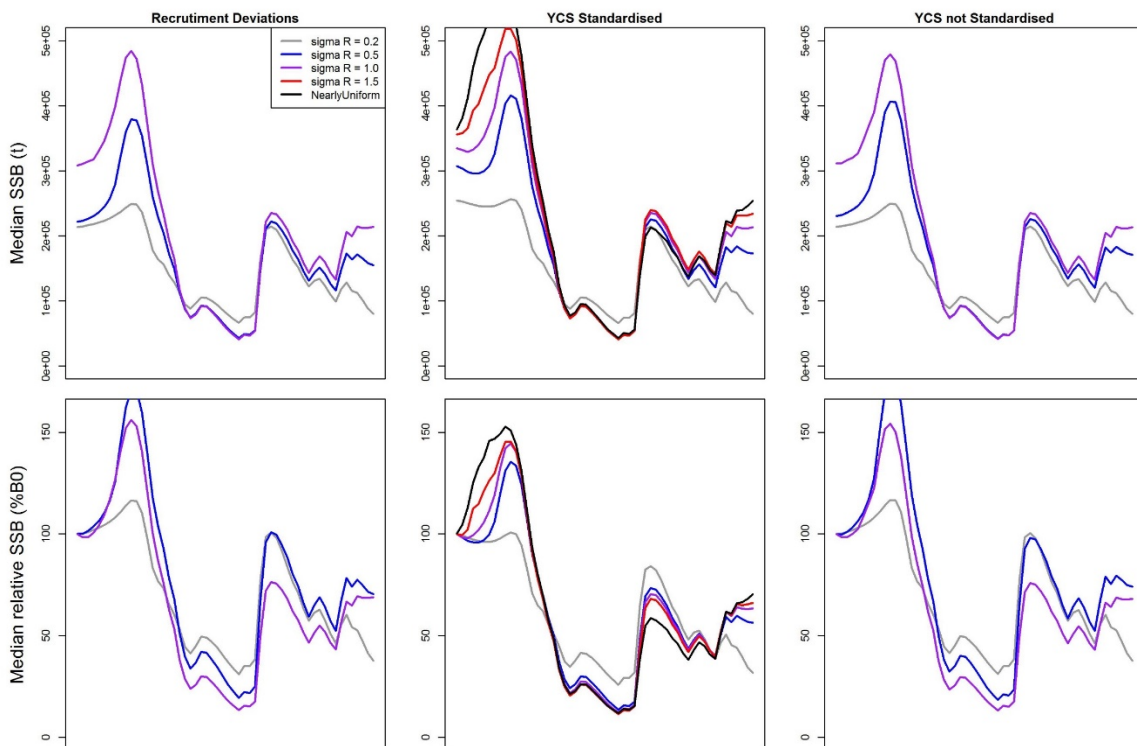 Recrutiment Deviations
YCS Standardised
YCS not Standardised
Median SSB (t)
5e+05
4e+05
3e+05
2e+05
1e+05
0e+00
sigma R = 0.2
sigma R = 0.5
sigma R = 1.0
sigma R = 1.5
NearlyUniform
5e+05
4e+05
3e+05
2e+05
1e+05
0e+00
5e+05
4e+05
3e+05
2e+05
1e+05
0e+00
Median relative SSB (%B0)
150
100
50
0
150
100
50
0
150
100
50
0